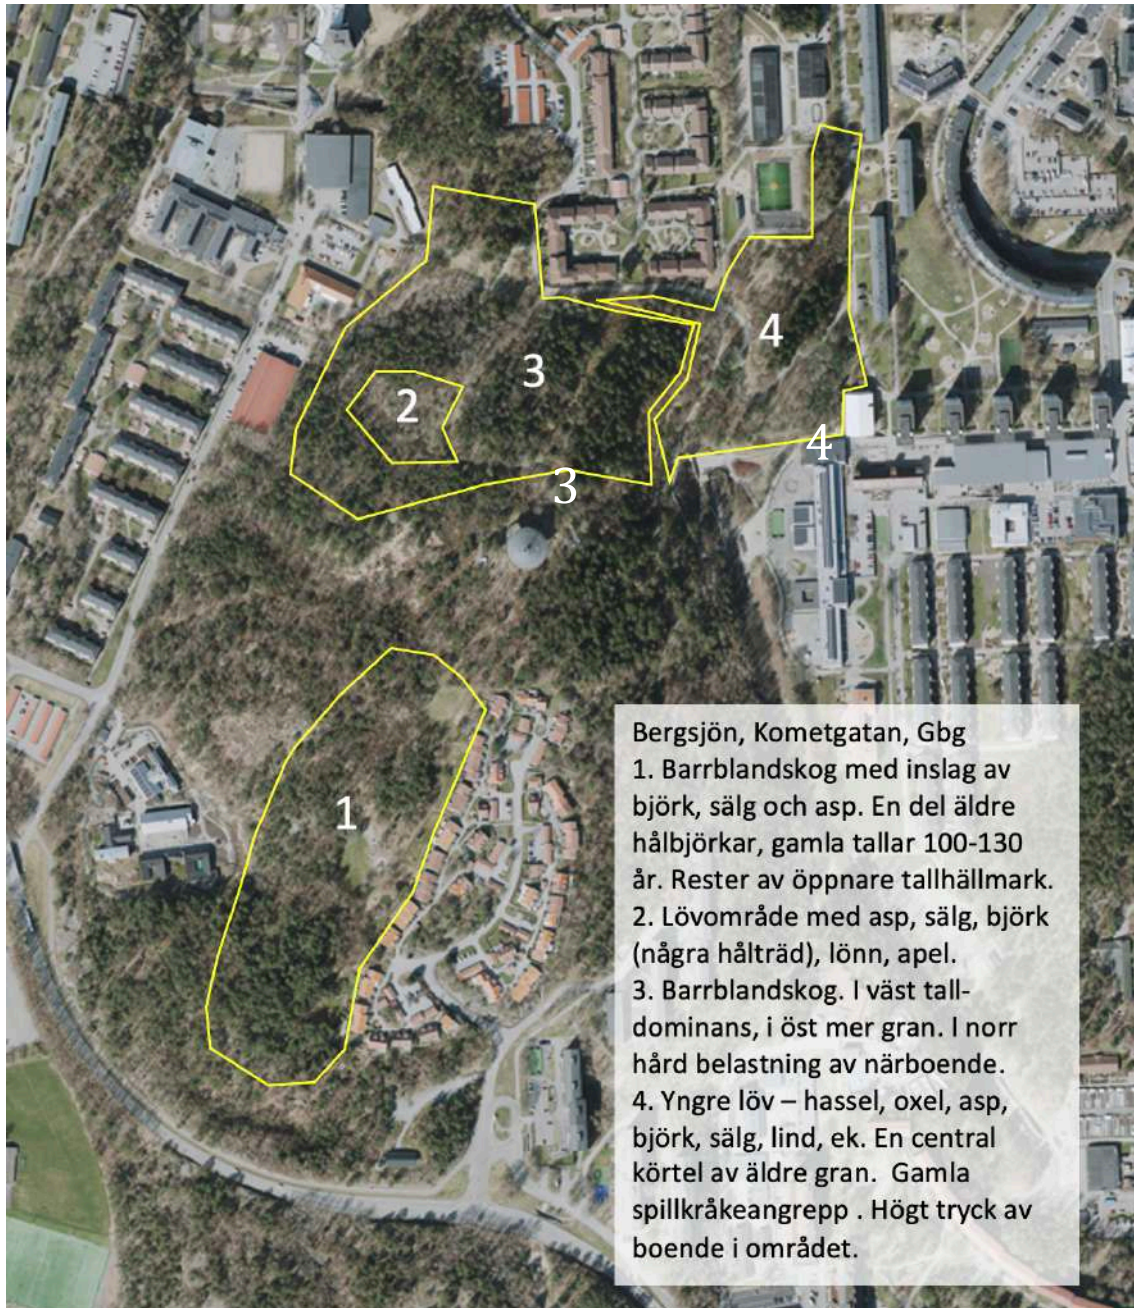 4
3
2
4
3
1
Bergsjön, Kometgatan, Gbg
1. Barrblandskog med inslag av
björk, sälg och asp. En del äldre
hålbjörkar, gamla tallar 100-130
år. Rester av öppnare tallhällmark.
2. Lövområde med asp, sälg, björk
(några hålträd), lönn, apel.
3. Barrblandskog. I väst tall-
dominans, i öst mer gran. I norr
hård belastning av närboende.
4. Yngre löv – hassel, oxel, asp,
björk, sälg, lind, ek. En central
körtel av äldre gran.  Gamla
spillkråkeangrepp . Högt tryck av
boende i området.